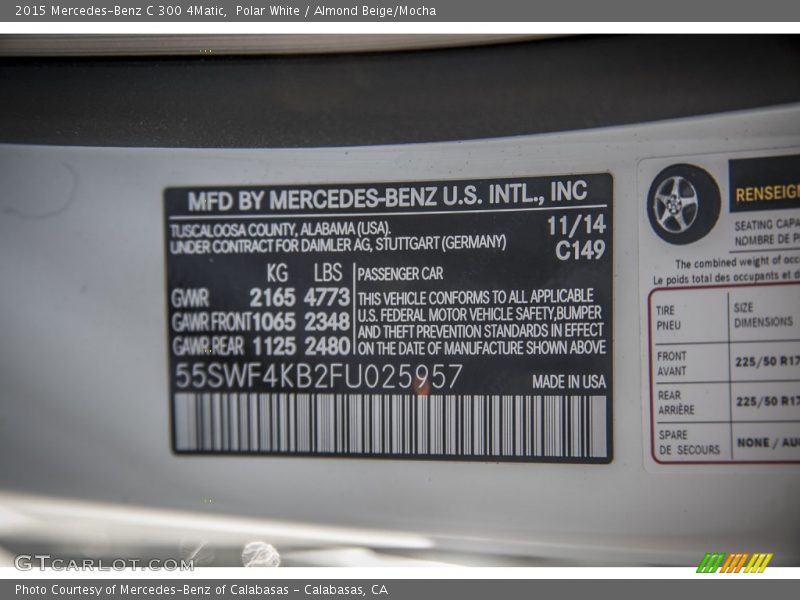 2015 Mercedes-Benz C 300 4Matic,  Polar White / Almond Beige/Mocha
MFD BY MERCEDES-BENZ U.S. INTL., INC
TUSCALOOSA COUNTY, ALABAMA (USA).
UNDER CONTRACT FOR DAIMLER AG, STUTTGART (GERMANY)
11/14
C149
KG LBS
GWR 2165 4773
GAWR FRONT 1065 2348
GAWR REAR 1125 2480
PASSENGER CAR
THIS VEHICLE CONFORMS TO ALL APPLICABLE
U.S. FEDERAL MOTOR VEHICLE SAFETY,BUMPER
AND THEFT PREVENTION STANDARDS IN EFFECT
ON THE DATE OF MANUFACTURE SHOWN ABOVE
55SWF4KB2FU025957
MADE IN USA
RENSEIG
SEATING CAPA
NOMBRE DE P
The combined weight of occ
Le poids total des occupants et d
TIRE
PNEU
SIZE
DIMENSIONS
FRONT
AVANT
225/50 R17
REAR
ARRIÈRE
225/50 R17
SPARE
DE SECOURS
NONE / AU
GTCARLOT.COM
Photo Courtesy of Mercedes-Benz of Calabasas - Calabasas, CA